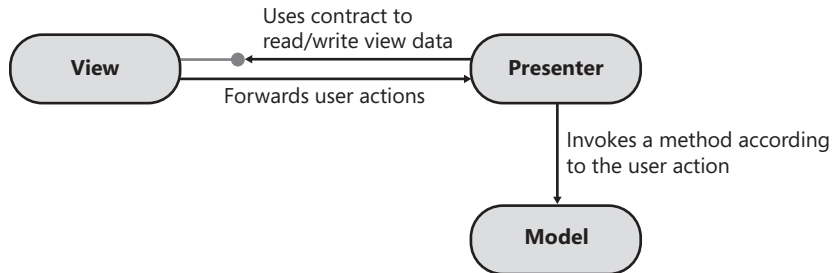 Uses contract to
read/write view data
View
Presenter
Forwards user actions
Invokes a method according
to the user action
Model